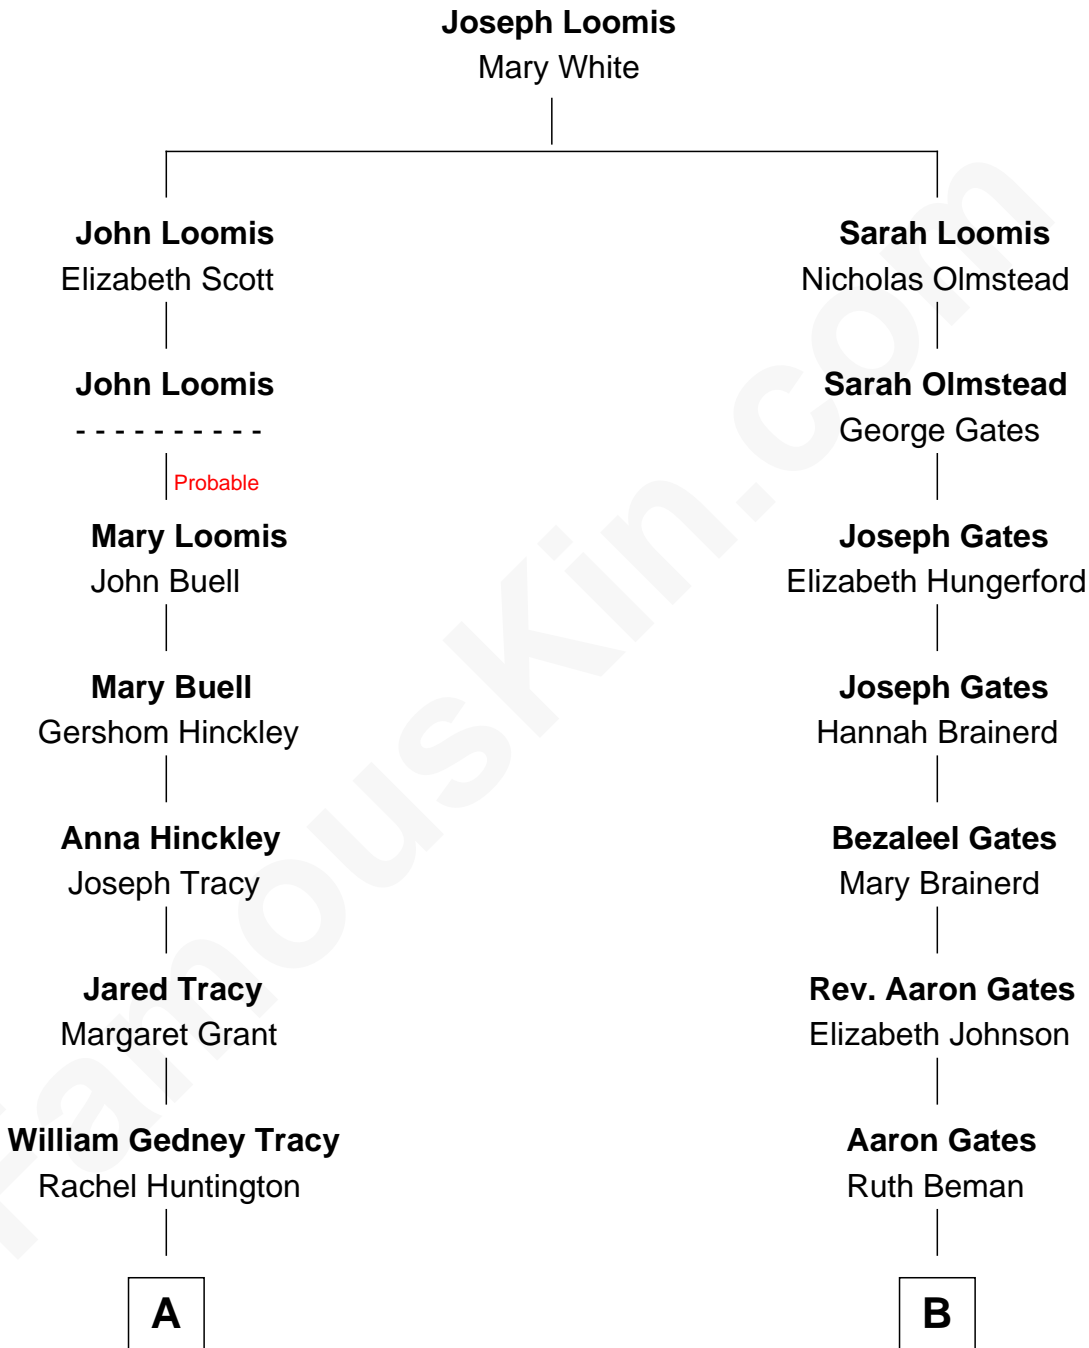 Joseph Loomis
Mary White
John Loomis
Elizabeth Scott
Sarah Loomis
Nicholas Olmstead
John Loomis
- - - - - - - - - -
Sarah Olmstead
George Gates
Probable
Mary Loomis
John Buell
Joseph Gates
Elizabeth Hungerford
Mary Buell
Gershom Hinckley
Joseph Gates
Hannah Brainerd
Anna Hinckley
Joseph Tracy
Bezaleel Gates
Mary Brainerd
Jared Tracy
Margaret Grant
Rev. Aaron Gates
Elizabeth Johnson
William Gedney Tracy
Rachel Huntington
Aaron Gates
Ruth Beman
A
B
FamousKin.com